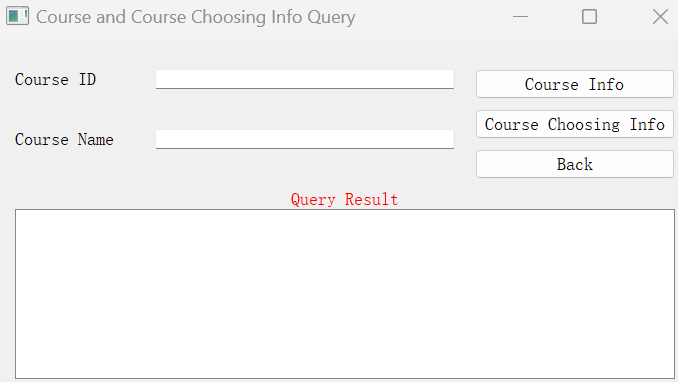 Course and Course Choosing Info Query
Course ID
Course Info
Course Choosing Info
Course Name
Back
Query Result